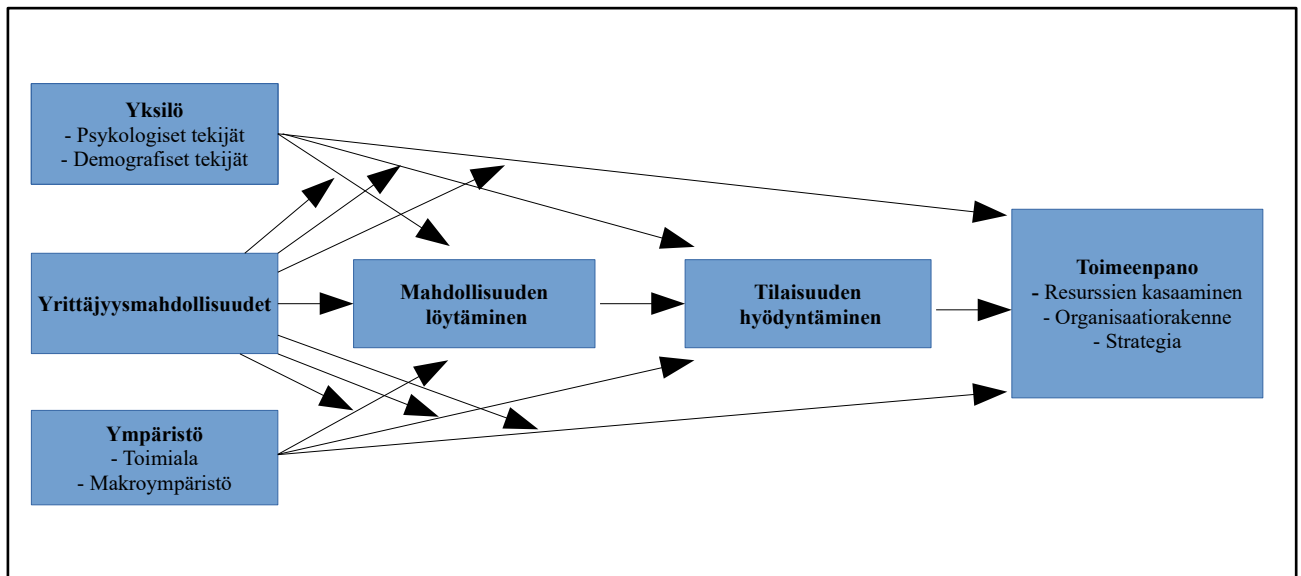 Yksilö
- Psykologiset tekijät
- Demografiset tekijät
Yrittäjyysmahdollisuudet
Mahdollisuuden
löytäminen
Tilaisuuden
hyödyntäminen
Toimeenpano
- Resurssien kasaaminen
- Organisaatiorakenne
- Strategia
Ympäristö
- Toimiala
- Makroympäristö